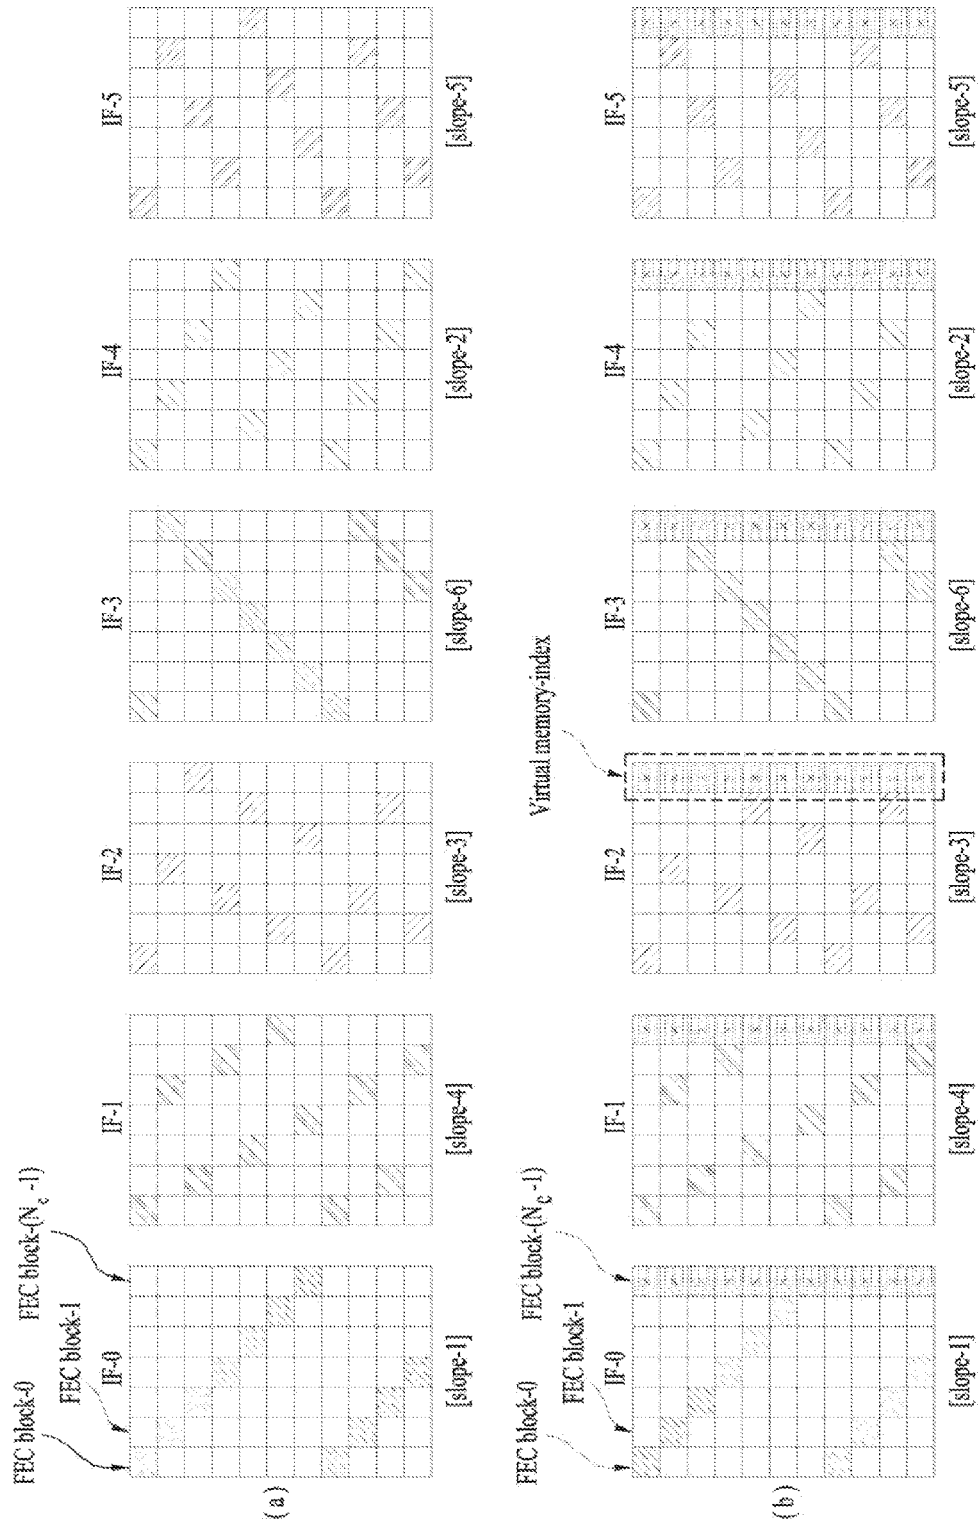 (a)
FEC block-0
FEC block-1
FEC block-(Nc -1)
IF-0
IF-1
IF-2
IF-3
IF-4
IF-5
[slope-1]
[slope-4]
[slope-3]
[slope-6]
[slope-2]
[slope-5]
(b)
FEC block-0
FEC block-1
FEC block-(Nc -1)
Virtual memory-index
IF-0
IF-1
IF-2
IF-3
IF-4
IF-5
[slope-1]
[slope-4]
[slope-3]
[slope-6]
[slope-2]
[slope-5]